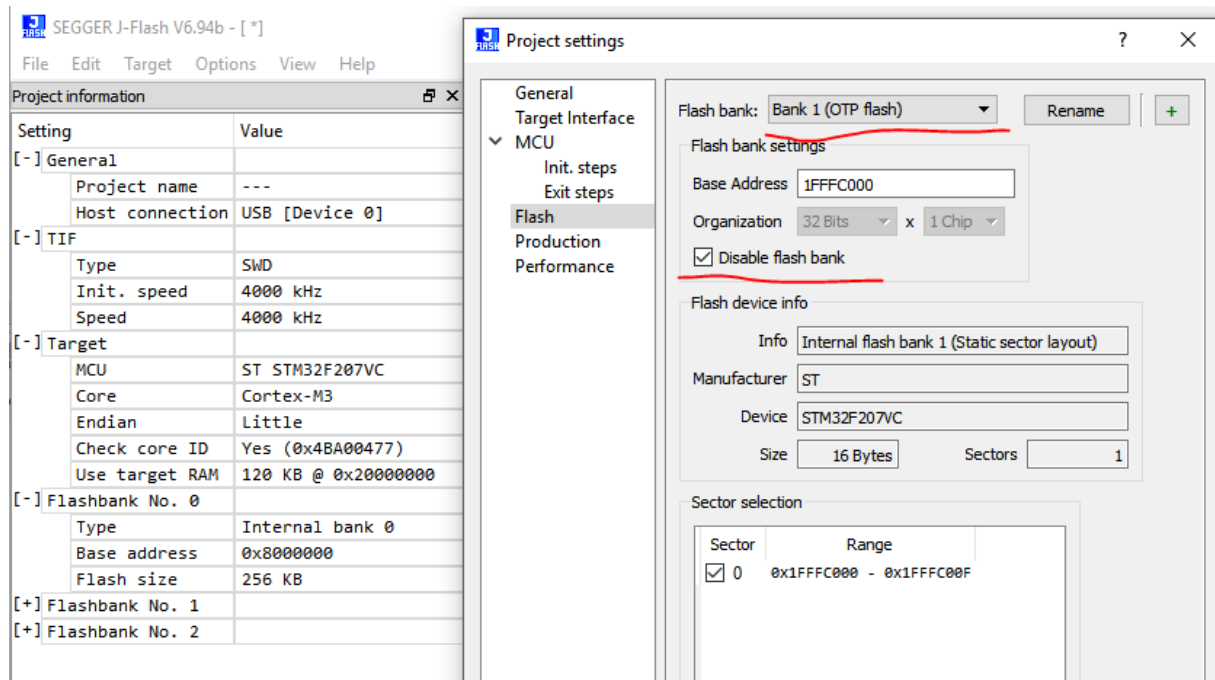 SEGGER J-Flash V6.94b - [ *]
File Edit Target Options View Help
Project information
Setting Value
[-] General
Project name ---
Host connection USB [Device 0]
[-] TIF
Type SWD
Init. speed 4000 kHz
Speed 4000 kHz
[-] Target
MCU ST STM32F207VC
Core Cortex-M3
Endian Little
Check core ID Yes (0x4BA00477)
Use target RAM 120 KB @ 0x20000000
[-] Flashbank No. 0
Type Internal bank 0
Base address 0x8000000
Flash size 256 KB
[+] Flashbank No. 1
[+] Flashbank No. 2
Project settings ?
General
Target Interface
MCU
Init. steps
Exit steps
Flash
Production
Performance
Flash bank: Bank 1 (OTP flash) Rename +
Flash bank settings
Base Address 1FFFC000
Organization 32 Bits x 1 Chip
Disable flash bank
Flash device info
Info Internal flash bank 1 (Static sector layout)
Manufacturer ST
Device STM32F207VC
Size 16 Bytes Sectors 1
Sector selection
Sector Range
0 0x1FFFC000 - 0x1FFFC00F